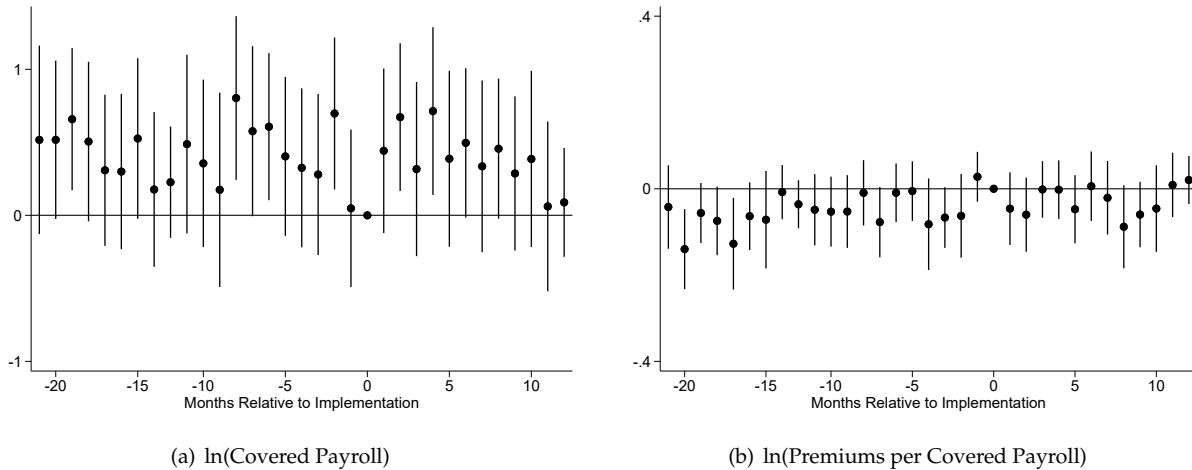 1
0
-1
-20 -15 -10 -5 0 5 10
Months Relative to Implementation
(a) ln(Covered Payroll)
.4
0
-.4
-20 -15 -10 -5 0 5 10
Months Relative to Implementation
(b) ln(Premiums per Covered Payroll)